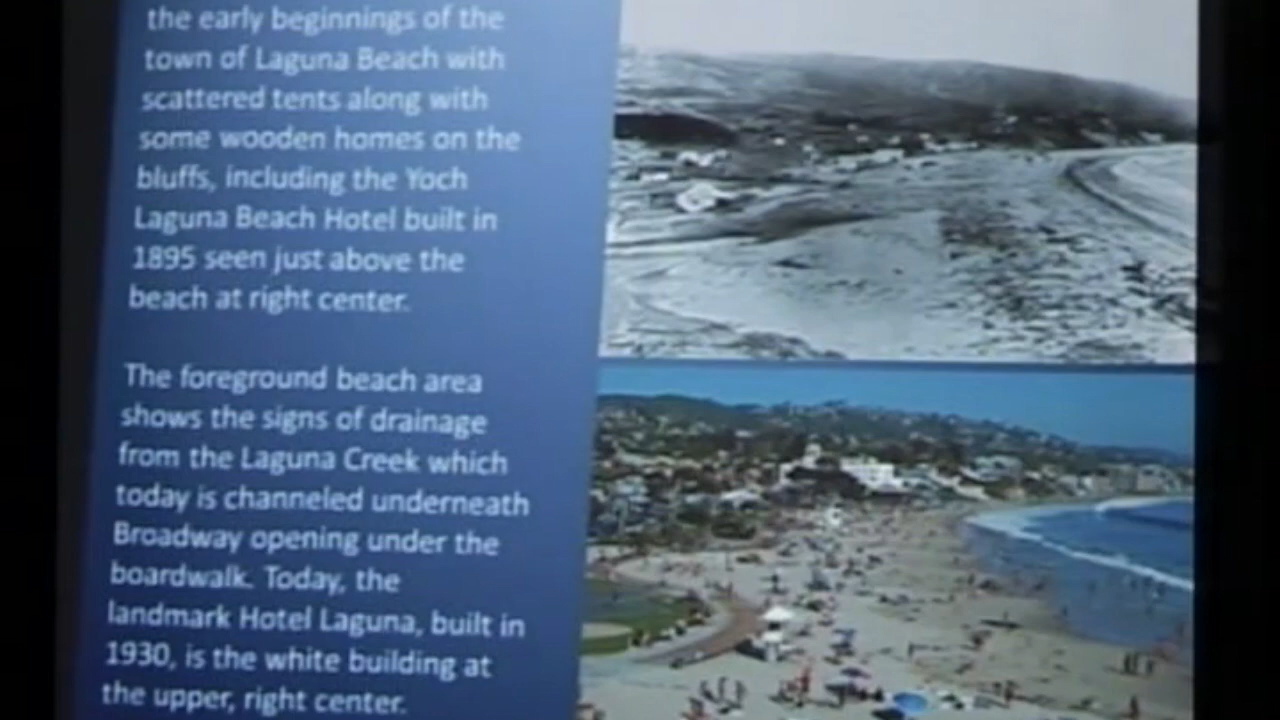 the early beginnings of the
town of Laguna Beach with
scattered tents along with
some wooden homes on the
bluffs, including the Yoch
Laguna Beach Hotel built in
1895 seen just above the
beach at right center.
The foreground beach area
shows the signs of drainage
from the Laguna Creek which
today is channeled underneath
Broadway opening under the
boardwalk. Today, the
landmark Hotel Laguna, built in
1930, is the white building at
the upper, right center.